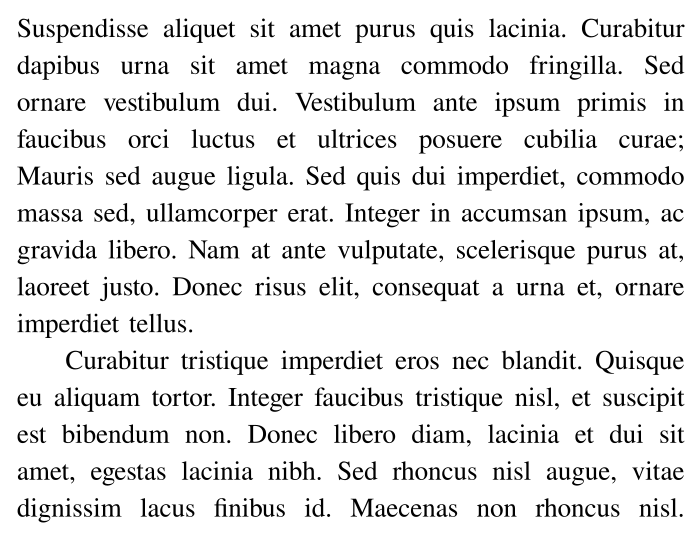 Suspendisse aliquet sit amet purus quis lacinia. Curabitur
dapibus urna sit amet magna commodo fringilla. Sed
ornare vestibulum dui. Vestibulum ante ipsum primis in
faucibus orci luctus et ultrices posuere cubilia curae;
Mauris sed augue ligula. Sed quis dui imperdiet, commodo
massa sed, ullamcorper erat. Integer in accumsan ipsum, ac
gravida libero. Nam at ante vulputate, scelerisque purus at,
laoreet justo. Donec risus elit, consequat a urna et, ornare
imperdiet tellus.
Curabitur tristique imperdiet eros nec blandit. Quisque
eu aliquam tortor. Integer faucibus tristique nisl, et suscipit
est bibendum non. Donec libero diam, lacinia et dui sit
amet, egestas lacinia nibh. Sed rhoncus nisl augue, vitae
dignissim lacus finibus id. Maecenas non rhoncus nisl.